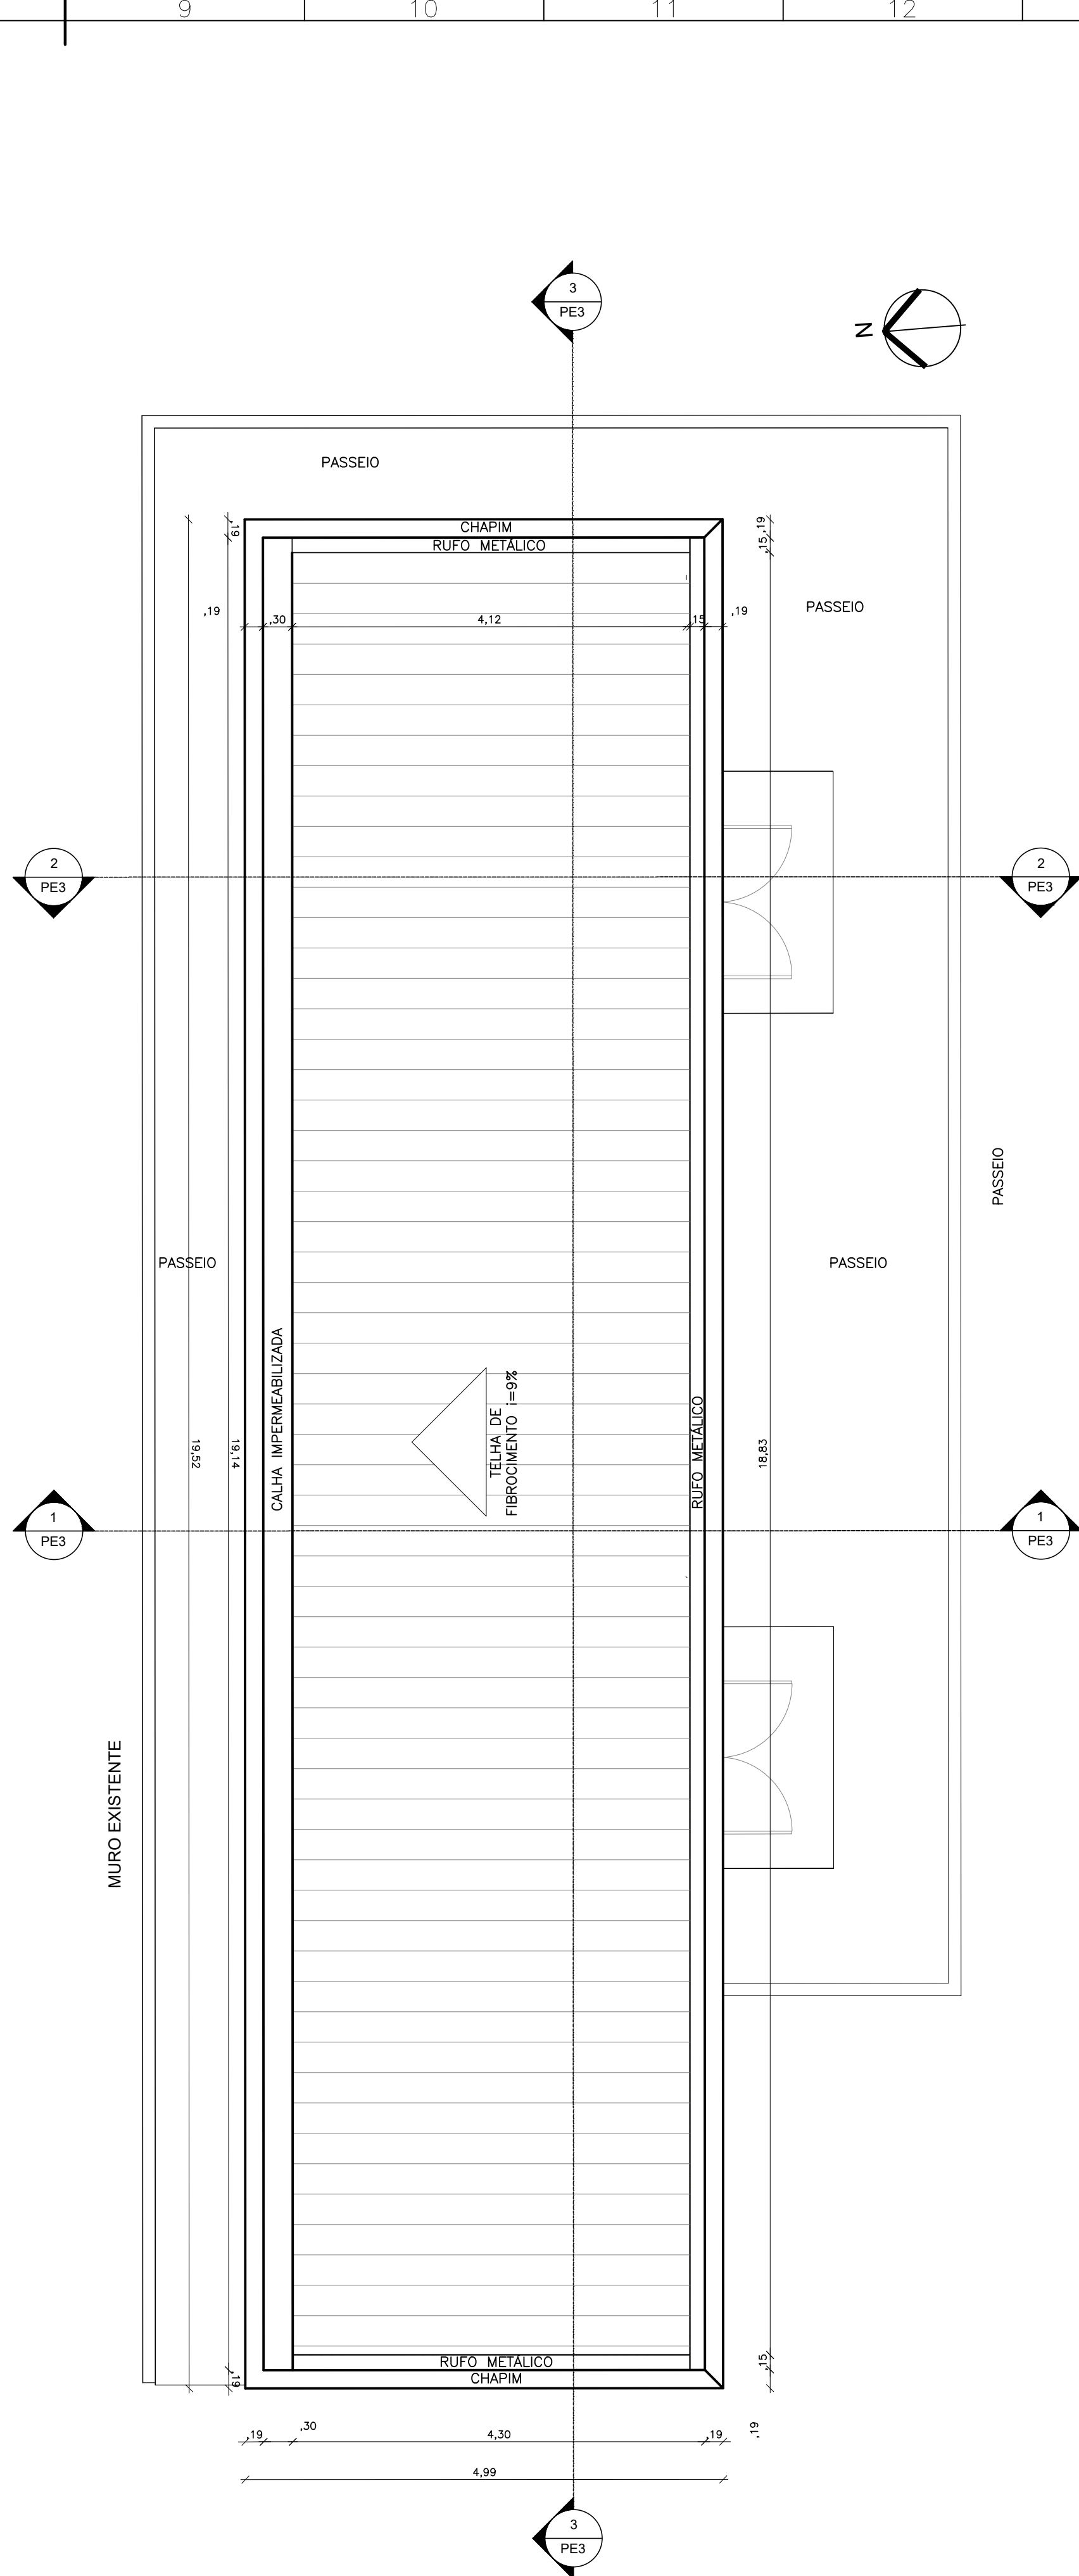 9 10 11 12
3
PE3
N
PASSEIO
CHAPIM
RUFO METÁLICO
,19
,19
,15
,19
,30
4,12
15
,19
PASSEIO
2
PE3
2
PE3
PASSEIO
PASSEIO
PASSEIO
CALHA IMPERMEABILIZADA
TELHA DE
FIBROCIMENTO i=9%
RUFO METÁLICO
19,52
19,14
18,83
1
PE3
1
PE3
MURO EXISTENTE
RUFO METÁLICO
CHAPIM
,19
,15
,19
,19
,30
4,30
,19
4,99
3
PE3